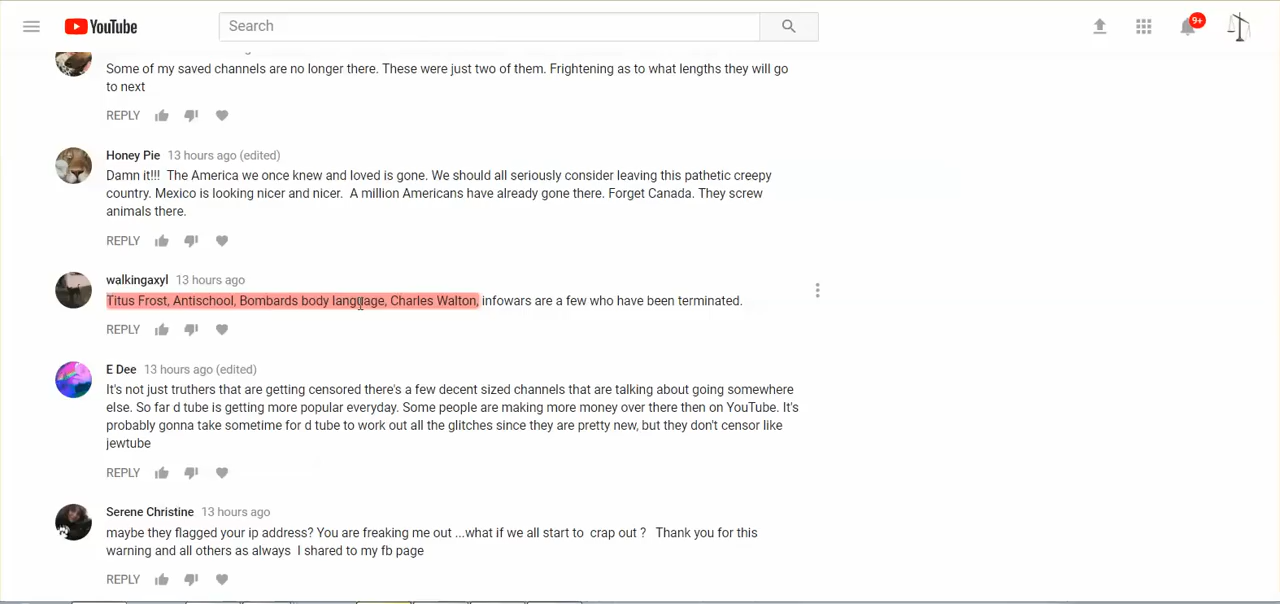 YouTube
Search
9+
Some of my saved channels are no longer there. These were just two of them. Frightening as to what lengths they will go
to next
REPLY
Honey Pie 13 hours ago (edited)
Damn it!!! The America we once knew and loved is gone. We should all seriously consider leaving this pathetic creepy
country. Mexico is looking nicer and nicer. A million Americans have already gone there. Forget Canada. They screw
animals there.
REPLY
walkingaxyl 13 hours ago
Titus Frost, Antischool, Bombards body language, Charles Walton, infowars are a few who have been terminated.
REPLY
E Dee 13 hours ago (edited)
It's not just truthers that are getting censored there's a few decent sized channels that are talking about going somewhere
else. So far d tube is getting more popular everyday. Some people are making more money over there then on YouTube. It's
probably gonna take sometime for d tube to work out all the glitches since they are pretty new, but they don't censor like
jewtube
REPLY
Serene Christine 13 hours ago
maybe they flagged your ip address? You are freaking me out ...what if we all start to crap out ? Thank you for this
warning and all others as always I shared to my fb page
REPLY